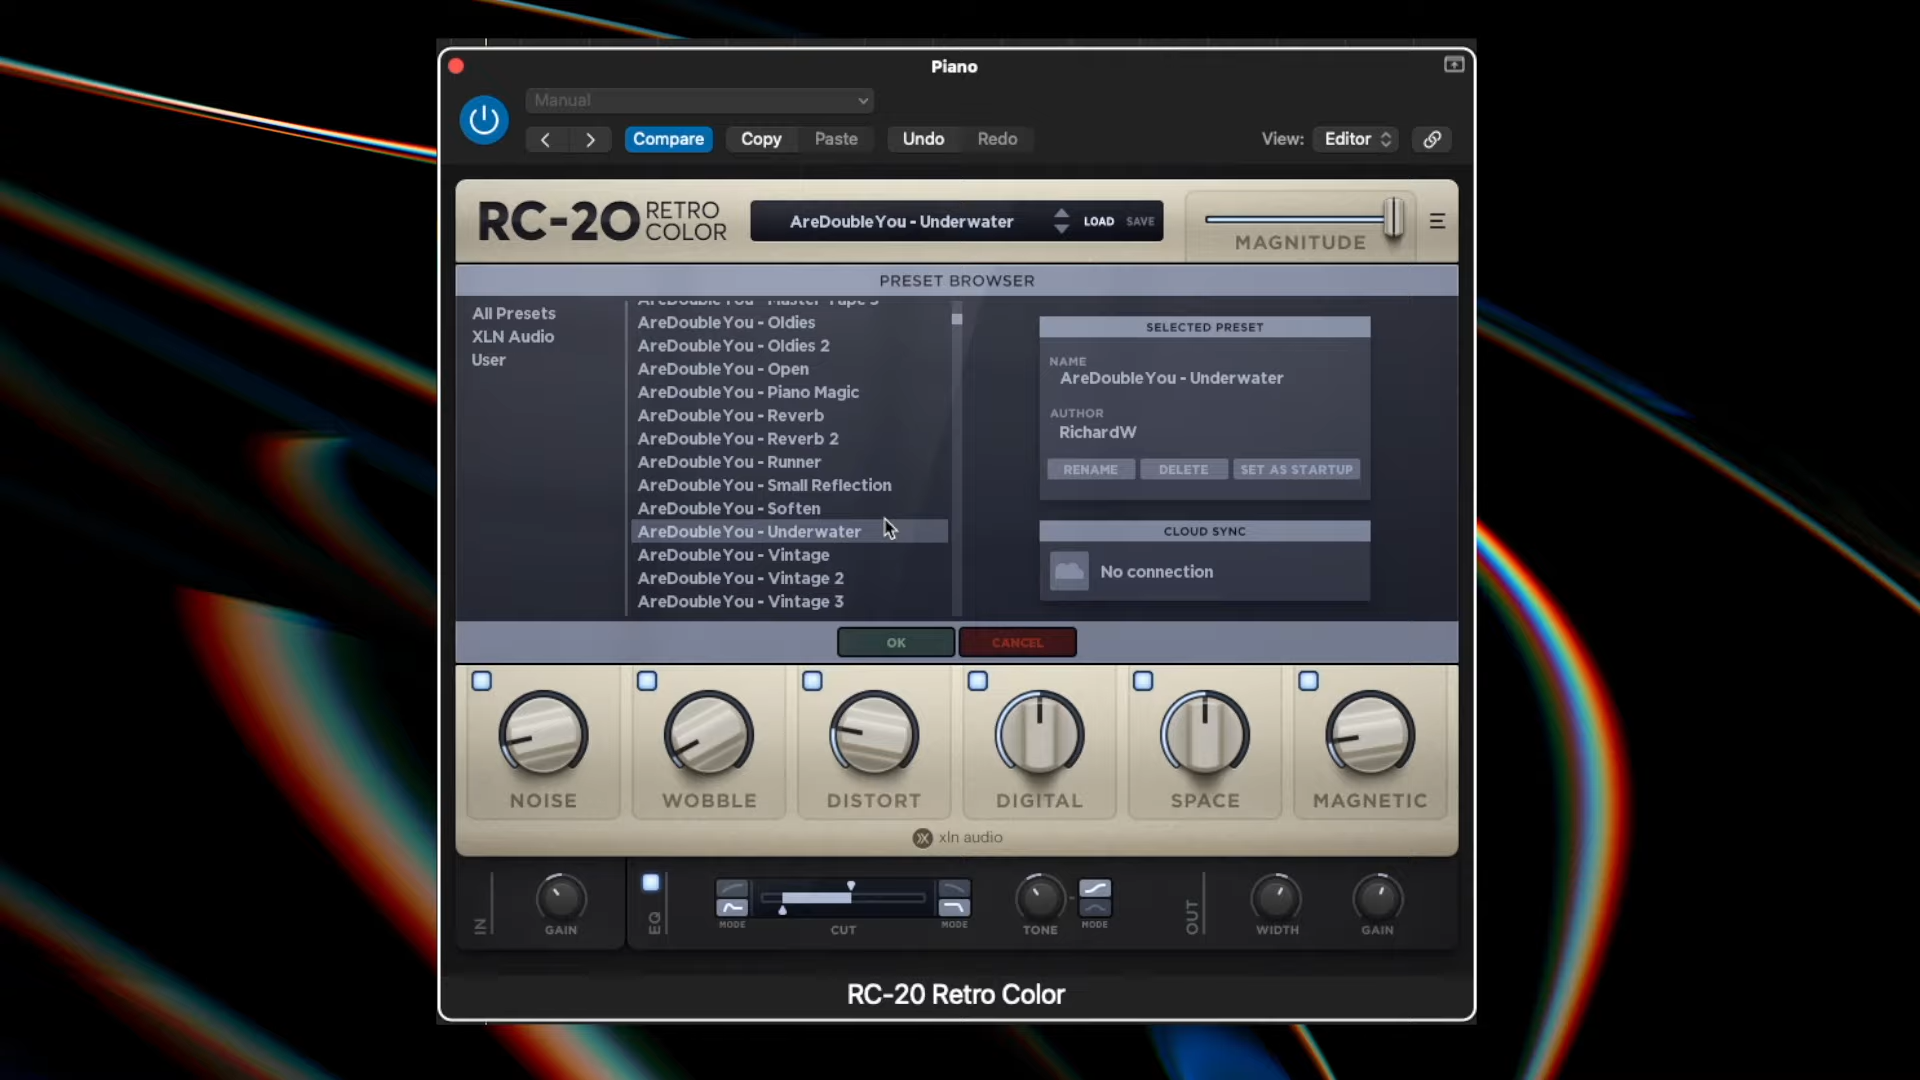 Piano
Manual
Compare
Copy
Paste
Undo
Redo
View:
Editor
RC-20
RETRO
COLOR
AreDoubleYou - Underwater
LOAD
SAVE
MAGNITUDE
PRESET BROWSER
All Presets
XLN Audio
User
AreDoubleYou - Master Tape 3
AreDoubleYou - Oldies
AreDoubleYou - Oldies 2
AreDoubleYou - Open
AreDoubleYou - Piano Magic
AreDoubleYou - Reverb
AreDoubleYou - Reverb 2
AreDoubleYou - Runner
AreDoubleYou - Small Reflection
AreDoubleYou - Soften
AreDoubleYou - Underwater
AreDoubleYou - Vintage
AreDoubleYou - Vintage 2
AreDoubleYou - Vintage 3
SELECTED PRESET
NAME
AreDoubleYou - Underwater
AUTHOR
RichardW
RENAME
DELETE
SET AS STARTUP
CLOUD SYNC
No connection
OK
CANCEL
NOISE
WOBBLE
DISTORT
DIGITAL
SPACE
MAGNETIC
xln audio
IN
GAIN
EQ
MODE
CUT
MODE
TONE
MODE
OUT
WIDTH
GAIN
RC-20 Retro Color